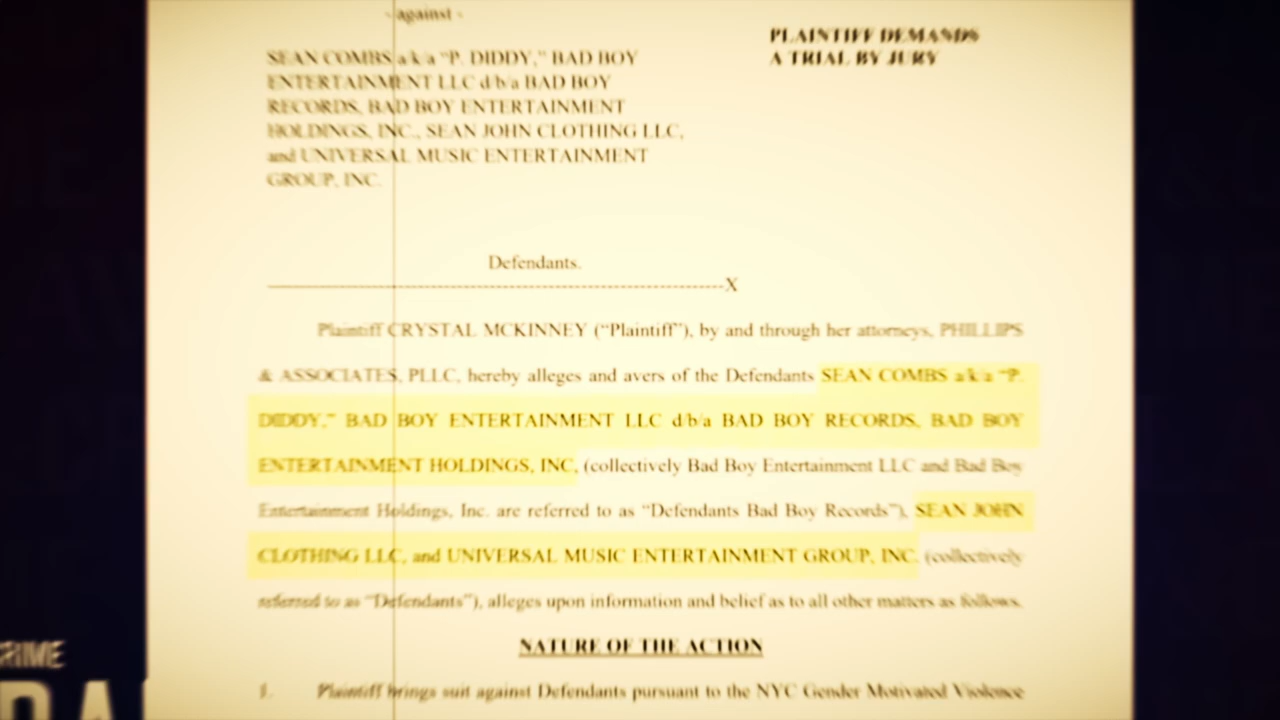 - against -
PLAINTIFF DEMANDS
A TRIAL BY JURY
SEAN COMBS a/k/a “P. DIDDY,” BAD BOY
ENTERTAINMENT LLC d/b/a BAD BOY
RECORDS, BAD BOY ENTERTAINMENT
HOLDINGS, INC., SEAN JOHN CLOTHING LLC,
and UNIVERSAL MUSIC ENTERTAINMENT
GROUP, INC.
Defendants.
X
Plaintiff CRYSTAL MCKINNEY (“Plaintiff”), by and through her attorneys, PHILLIPS
& ASSOCIATES, PLLC, hereby alleges and avers of the Defendants SEAN COMBS a/k/a “P.
DIDDY,” BAD BOY ENTERTAINMENT LLC d/b/a BAD BOY RECORDS, BAD BOY
ENTERTAINMENT HOLDINGS, INC, (collectively Bad Boy Entertainment LLC and Bad Boy
Entertainment Holdings, Inc. are referred to as “Defendants Bad Boy Records”), SEAN JOHN
CLOTHING LLC, and UNIVERSAL MUSIC ENTERTAINMENT GROUP, INC. (collectively
referred to as “Defendants”), alleges upon information and belief as to all other matters as follows.
NATURE OF THE ACTION
1. Plaintiff brings suit against Defendants pursuant to the NYC Gender Motivated Violence